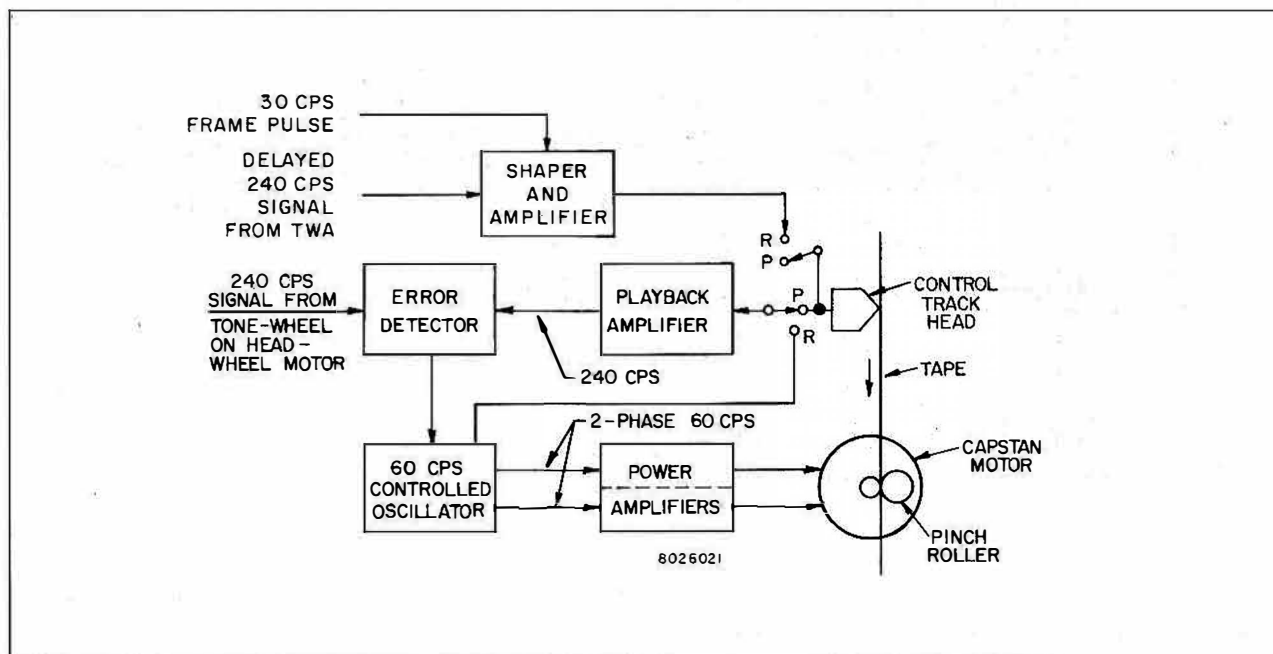 30 CPS
FRAME PULSE
DELAYED
240 CPS
SIGNAL
FROM TWA
SHAPER
AND
AMPLIFIER
R
P
240 CPS
SIGNAL FROM
TONE-WHEEL
ON HEAD-
WHEEL MOTOR
ERROR
DETECTOR
PLAYBACK
AMPLIFIER
P
R
CONTROL
TRACK
HEAD
240 CPS
TAPE
2-PHASE 60 CPS
60 CPS
CONTROLLED
OSCILLATOR
POWER
AMPLIFIERS
CAPSTAN
MOTOR
PINCH
ROLLER
8026021